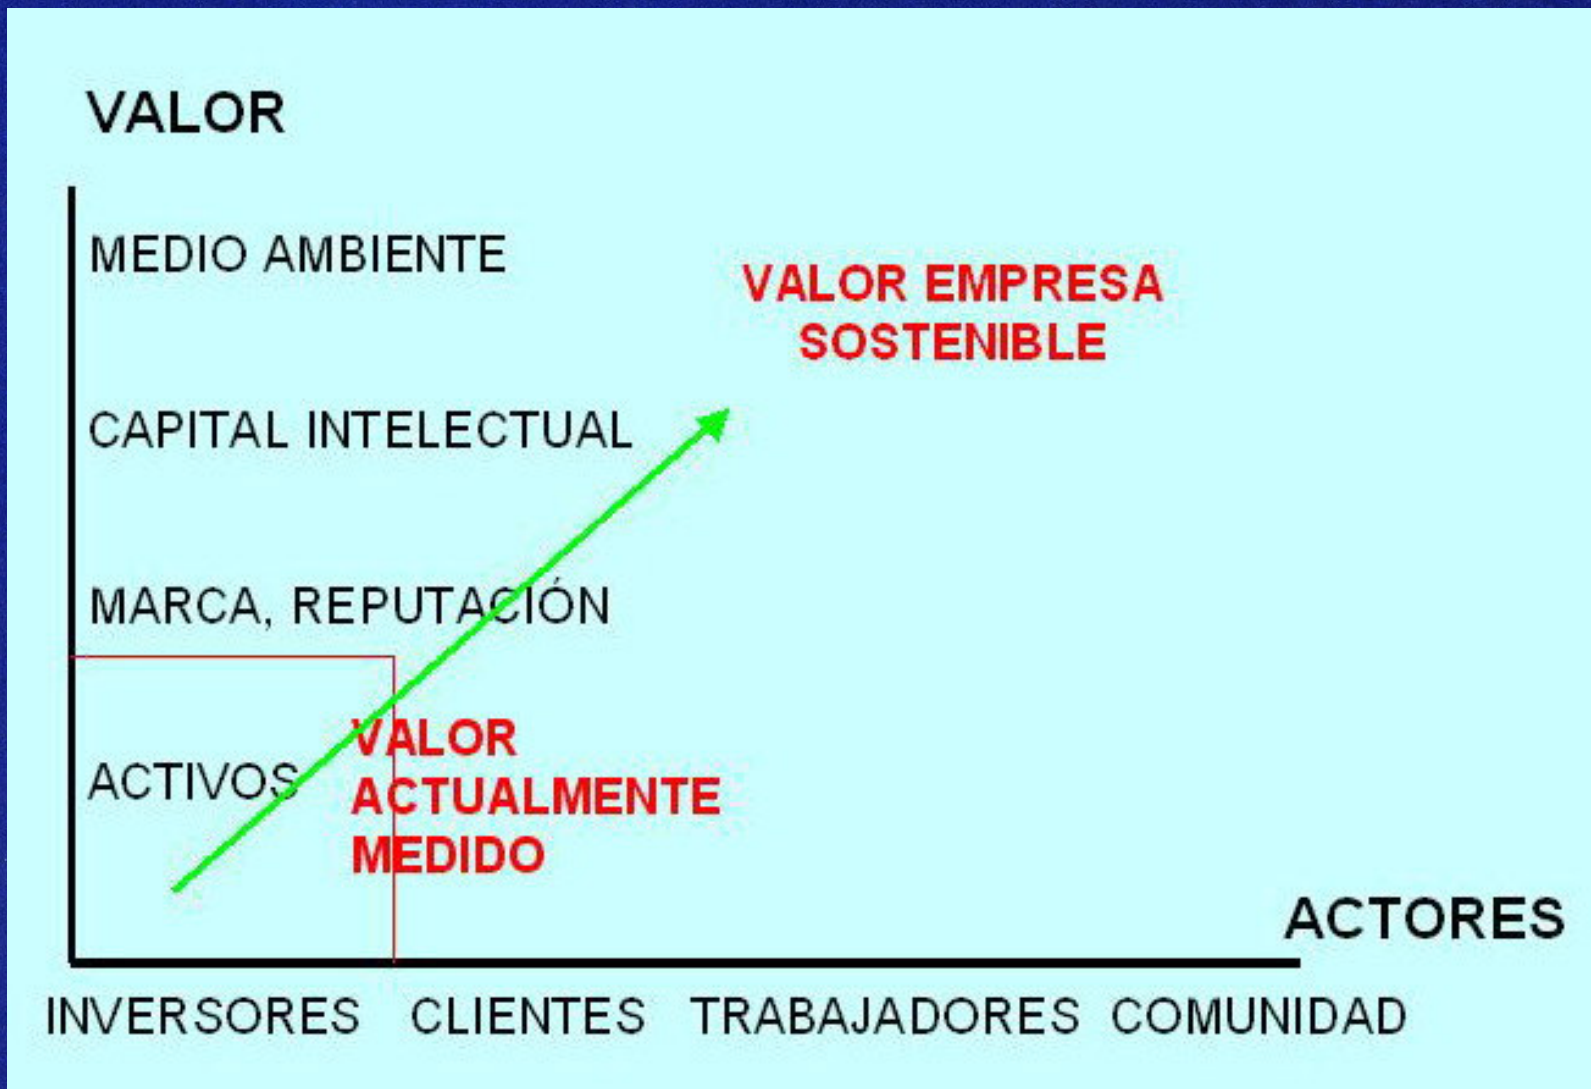 VALOR
MEDIO AMBIENTE
VALOR EMPRESA
SOSTENIBLE
CAPITAL INTELECTUAL
MARCA, REPUTACIÓN
VALOR
ACTUALMENTE
MEDIDO
ACTIVOS
ACTORES
INVERSORES CLIENTES TRABAJADORES COMUNIDAD